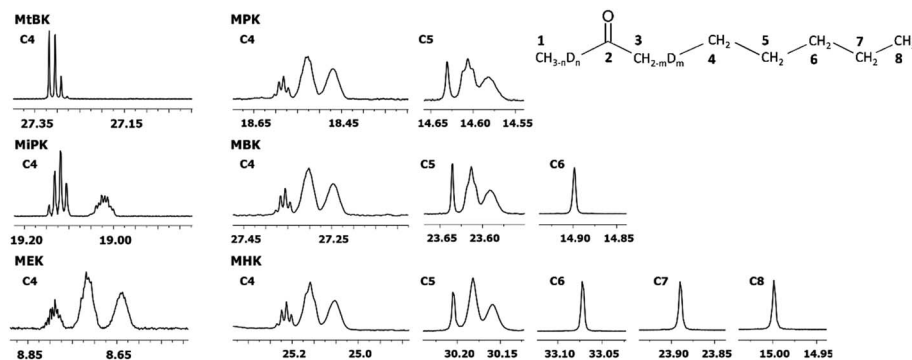 MtBK
C4
27.35 27.15
MPK
C4
18.65 18.45
C5
14.65 14.60 14.55
O
1 3 5 7
CH₃₋ₙDₙ 2 CH₂₋ₘDₘ CH₂ 4 CH₂ 6 CH₂ CH₂ 8 CH
MiPK
C4
19.20 19.00
MBK
C4
27.45 27.25
C5
23.65 23.60
C6
14.90 14.85
MEK
C4
8.85 8.65
MHK
C4
25.2 25.0
C5
30.20 30.15
C6
33.10 33.05
C7
23.90 23.85
C8
15.00 14.95